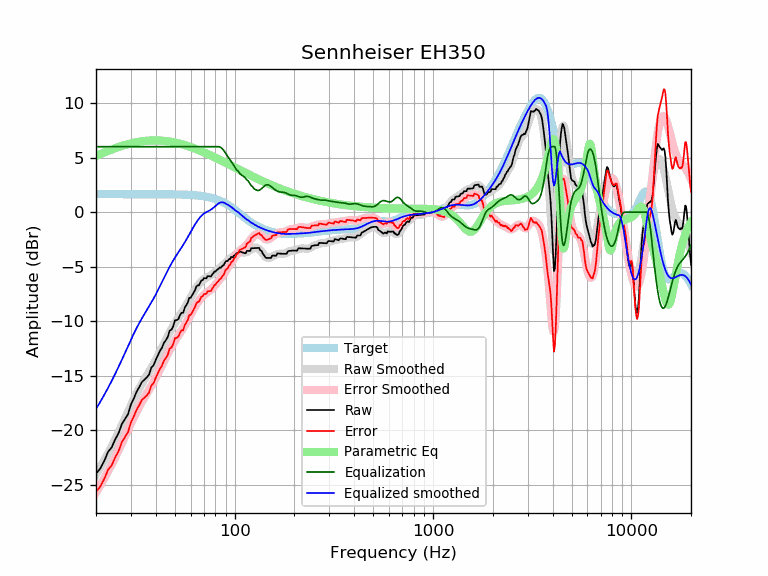 Sennheiser EH350
Amplitude (dBr)
10
5
0
−5
−10
−15
−20
−25
Target
Raw Smoothed
Error Smoothed
Raw
Error
Parametric Eq
Equalization
Equalized smoothed
100
1000
10000
Frequency (Hz)